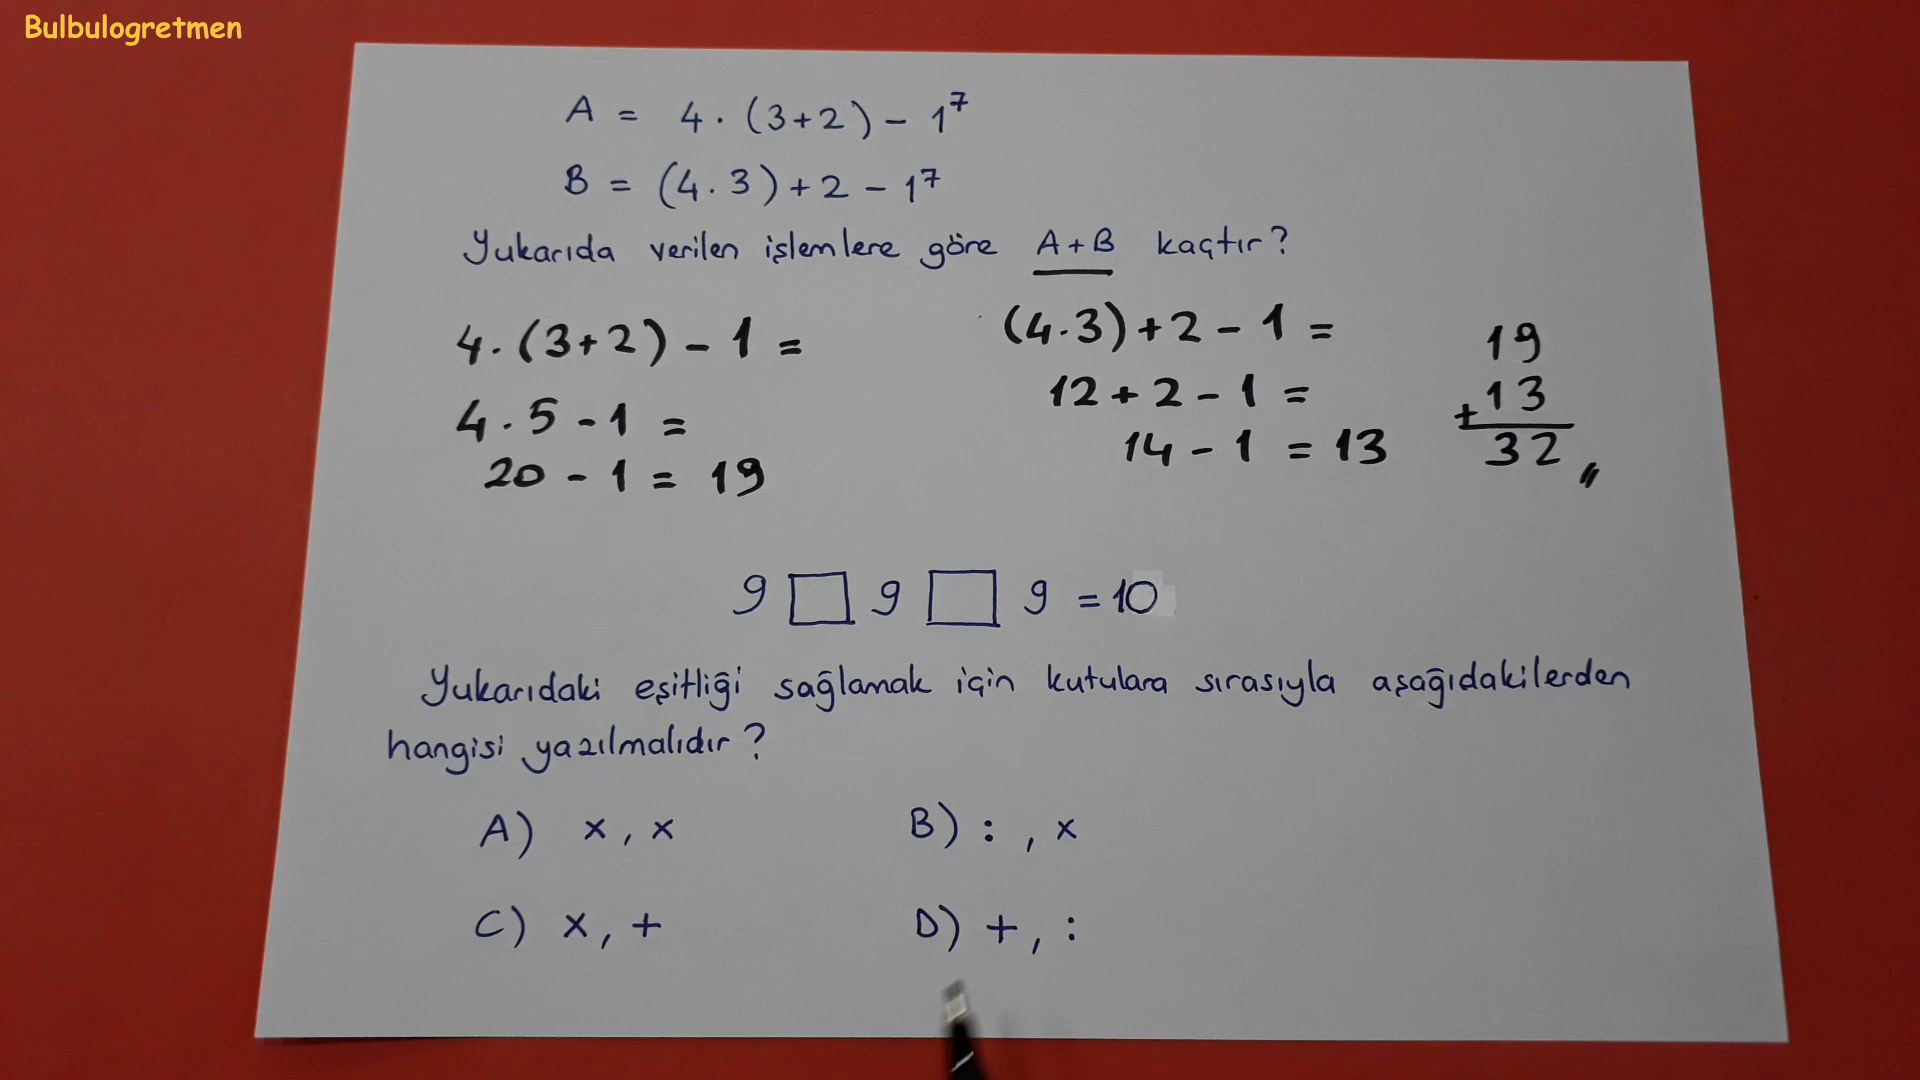 Bulbulogretmen
A = 4 . (3+2) - 1⁷
B = (4.3) + 2 - 1⁷
Yukarıda verilen işlemlere göre A+B kaçtır?
4.(3+2) - 1 =
4.5 - 1 =
20 - 1 = 19
(4.3)+2 - 1 =
12 + 2 - 1 =
14 - 1 = 13
19
+13
32 "
9 □ 9 □ 9 = 10
Yukarıdaki eşitliği sağlamak için kutulara sırasıyla aşağıdakilerden
hangisi yazılmalıdır?
A) x, x
B) : , x
C) x, +
D) +, :